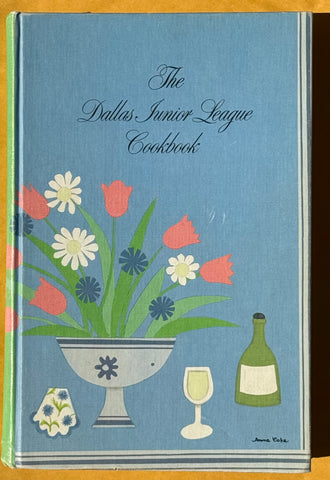 The
Dallas Junior League
Cookbook